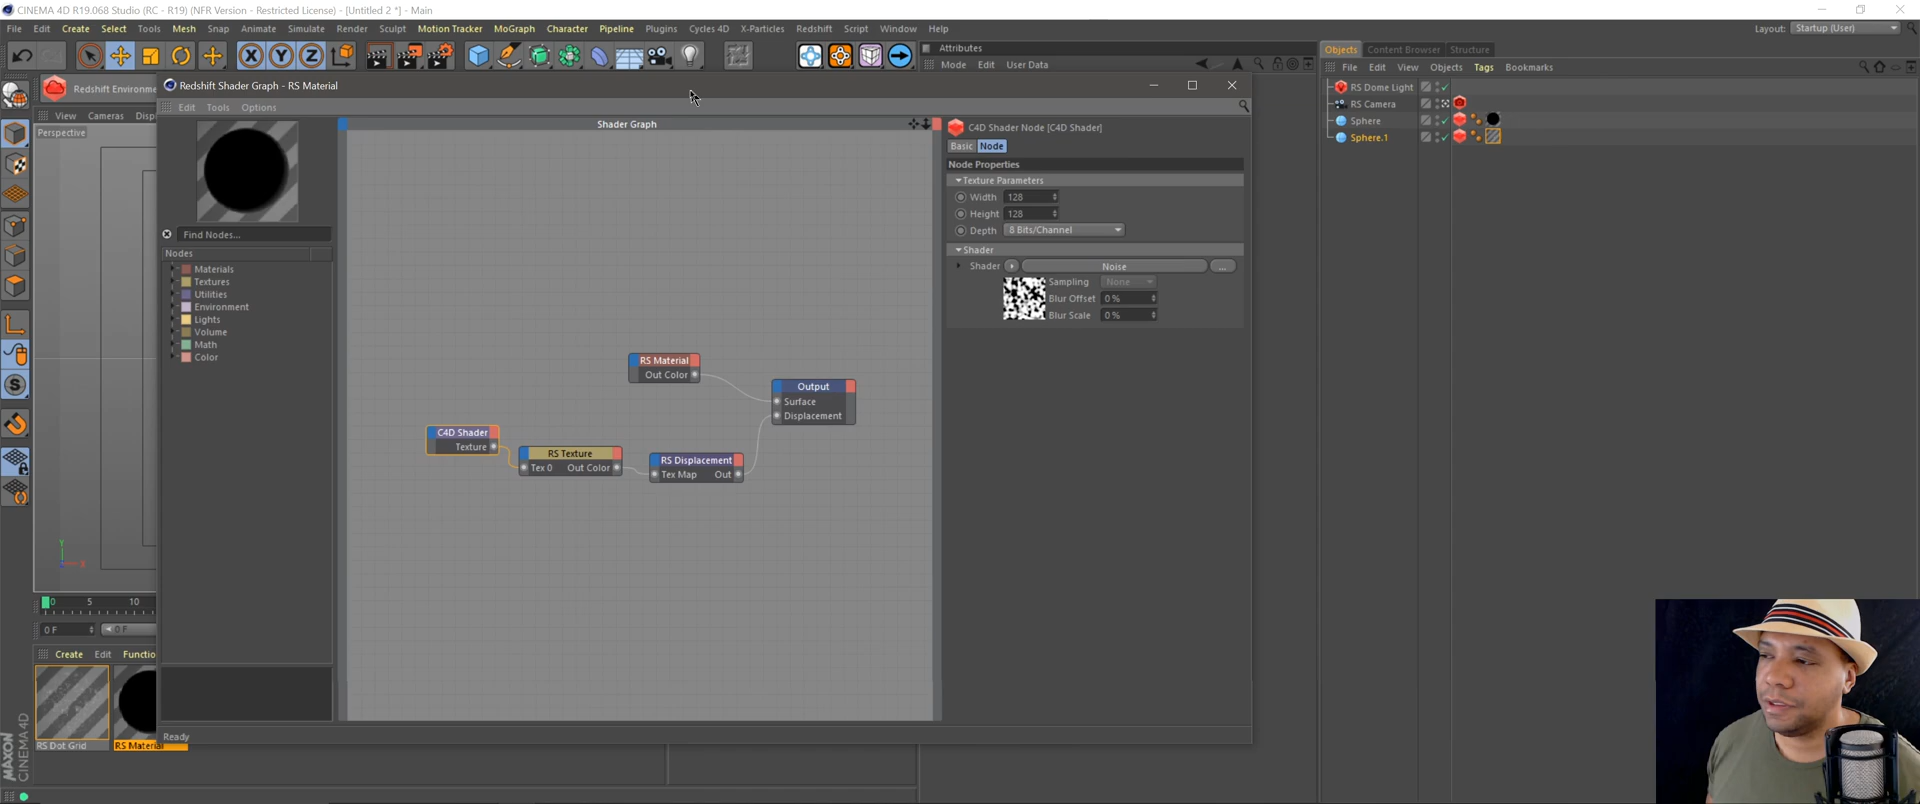 CINEMA 4D R19.068 Studio (RC - R19) (NFR Version - Restricted License) - [Untitled 2 *] - Main
File Edit Create Select Tools Mesh Snap Animate Simulate Render Sculpt Motion Tracker MoGraph Character Pipeline Plugins Cycles 4D X-Particles Redshift Script Window Help
Layout: Startup (User)
X Y Z
Attributes
Mode Edit User Data
Objects Content Browser Structure
File Edit View Objects Tags Bookmarks
RS Dome Light
RS Camera
Sphere
Sphere.1
Redshift Environme
View Cameras Disp
Perspective
Redshift Shader Graph - RS Material
Edit Tools Options
Find Nodes...
Nodes
Materials
Textures
Utilities
Environment
Lights
Volume
Math
Color
Shader Graph
RS Material
Out Color
Output
Surface
Displacement
C4D Shader
Texture
RS Texture
Tex 0 Out Color
RS Displacement
Tex Map Out
C4D Shader Node [C4D Shader]
Basic Node
Node Properties
Texture Parameters
Width 128
Height 128
Depth 8 Bits/Channel
Shader
Shader Noise ...
Sampling None
Blur Offset 0 %
Blur Scale 0 %
Y
X
0 5 10
0 F 0 F
Create Edit Functio
RS Dot Grid RS Material
Ready
MAXON
CINEMA 4D